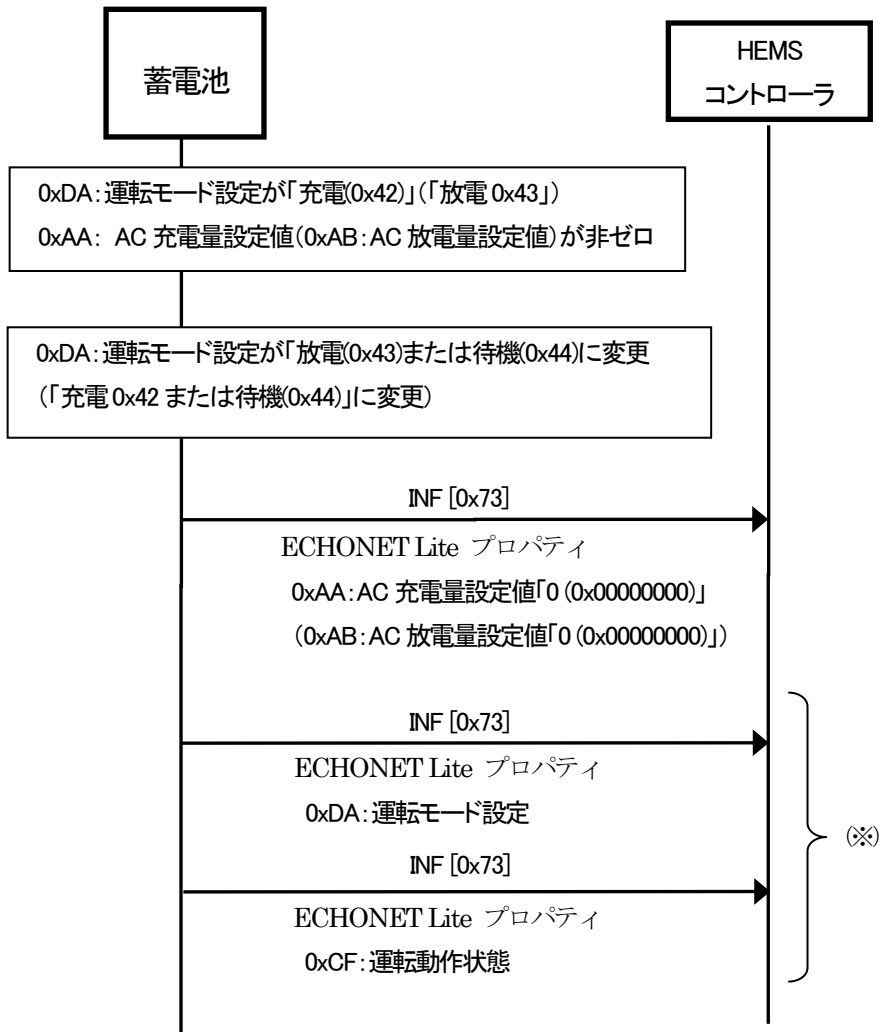 蓄電池
HEMS
コントローラ
0xDA:運転モード設定が「充電(0x42)」(「放電 0x43」)
0xAA: AC 充電量設定値(0xAB:AC 放電量設定値)が非ゼロ
0xDA:運転モード設定が「放電(0x43)または待機(0x44)に変更
(「充電 0x42 または待機(0x44)」に変更)
INF [0x73]
ECHONET Lite プロパティ
0xAA:AC 充電量設定値「0 (0x00000000)」
(0xAB:AC 放電量設定値「0 (0x00000000)」)
INF [0x73]
ECHONET Lite プロパティ
0xDA:運転モード設定
(※)
INF [0x73]
ECHONET Lite プロパティ
0xCF:運転動作状態